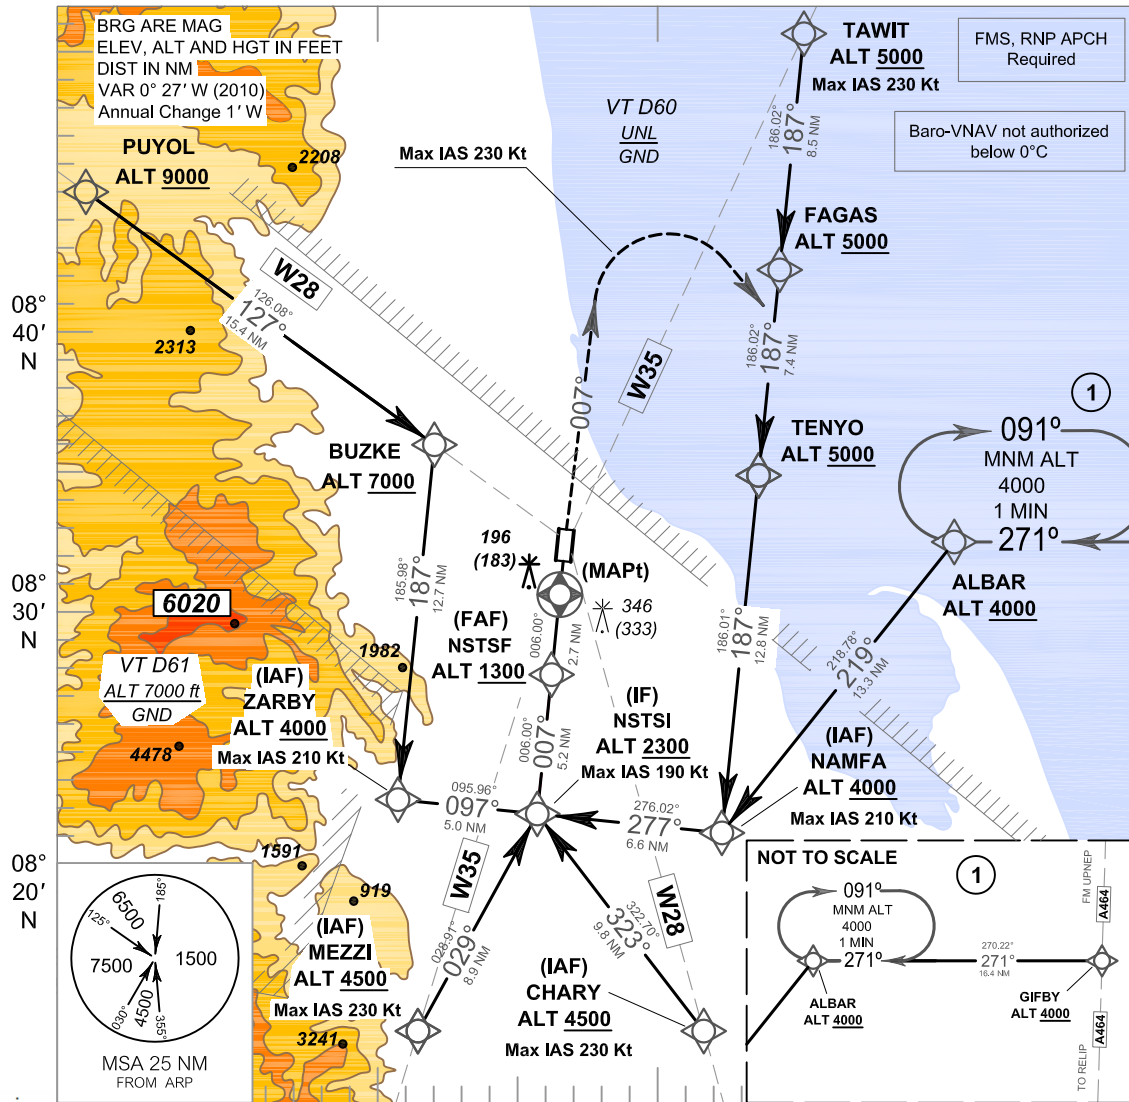 BRG ARE MAG
ELEV, ALT AND HGT IN FEET
DIST IN NM
VAR 0° 27' W (2010)
Annual Change 1' W
TAWIT
ALT 5000
Max IAS 230 Kt
FMS, RNP APCH
Required
Baro-VNAV not authorized
below 0°C
VT D60
UNL
GND
PUYOL
ALT 9000
2208
Max IAS 230 Kt
186.02°
187°
8.5 NM
FAGAS
ALT 5000
W28
126.08°
127°
15.4 NM
08°
40'
N
2313
007°
W35
186.02°
187°
7.4 NM
1
BUZKE
ALT 7000
TENYO
ALT 5000
091º
MNM ALT
4000
1 MIN
271º
196
(183)
(MAPt)
ALBAR
ALT 4000
08°
30'
N
6020
185.98°
187°
12.7 NM
(FAF)
NSTSF
ALT 1300
006.00°
2.7 NM
346
(333)
186.01°
187°
12.8 NM
218.78°
219°
13.3 NM
1982
VT D61
ALT 7000 ft
GND
4478
(IAF)
ZARBY
ALT 4000
Max IAS 210 Kt
006.00°
007°
5.2 NM
(IF)
NSTSI
ALT 2300
Max IAS 190 Kt
(IAF)
NAMFA
ALT 4000
Max IAS 210 Kt
095.96°
097°
5.0 NM
276.02°
277°
6.6 NM
08°
20'
N
1591
919
W35
W28
185°
6500
125°
7500
1500
030°
4500
355°
MSA 25 NM
FROM ARP
(IAF)
MEZZI
ALT 4500
Max IAS 230 Kt
3241
028.91°
029°
8.9 NM
322.70°
323°
9.8 NM
(IAF)
CHARY
ALT 4500
Max IAS 230 Kt
NOT TO SCALE
1
091º
MNM ALT
4000
1 MIN
271º
ALBAR
ALT 4000
270.22°
271°
16.4 NM
GIFBY
ALT 4000
FM UPNEP
A464
A464
TO RELIP